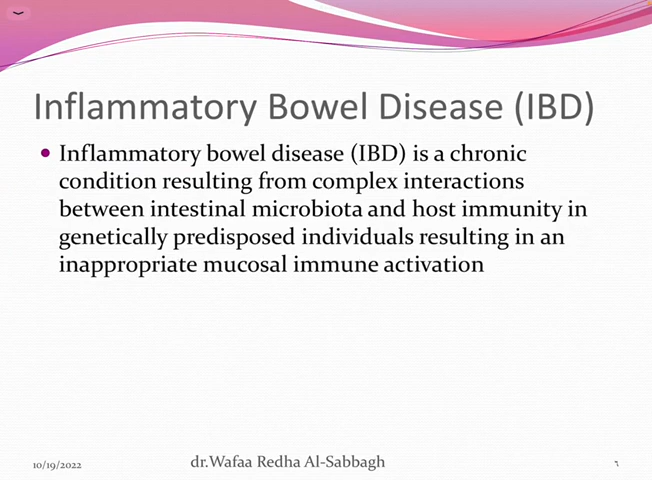 Inflammatory Bowel Disease (IBD)
• Inflammatory bowel disease (IBD) is a chronic
condition resulting from complex interactions
between intestinal microbiota and host immunity in
genetically predisposed individuals resulting in an
inappropriate mucosal immune activation
10/19/2022
dr.Wafaa Redha Al-Sabbagh
٦